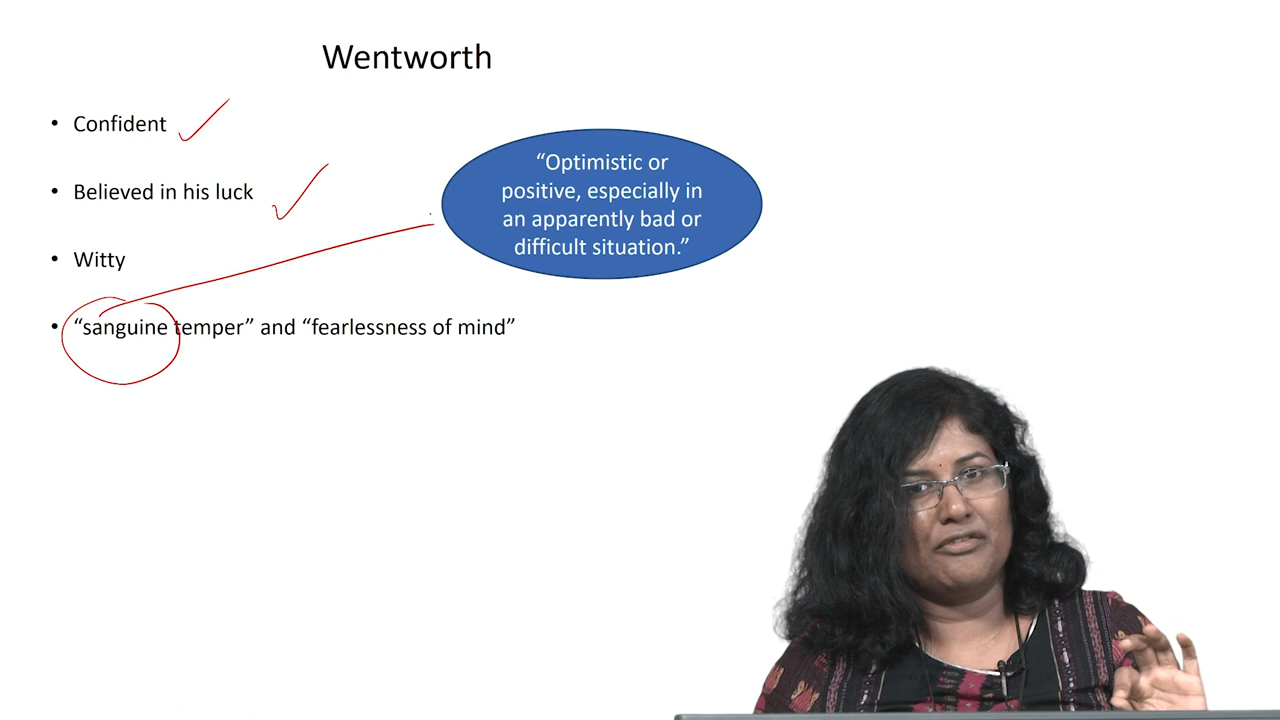 Wentworth
• Confident
• Believed in his luck
• Witty
• “sanguine temper” and “fearlessness of mind”
“Optimistic or
positive, especially in
an apparently bad or
difficult situation.”